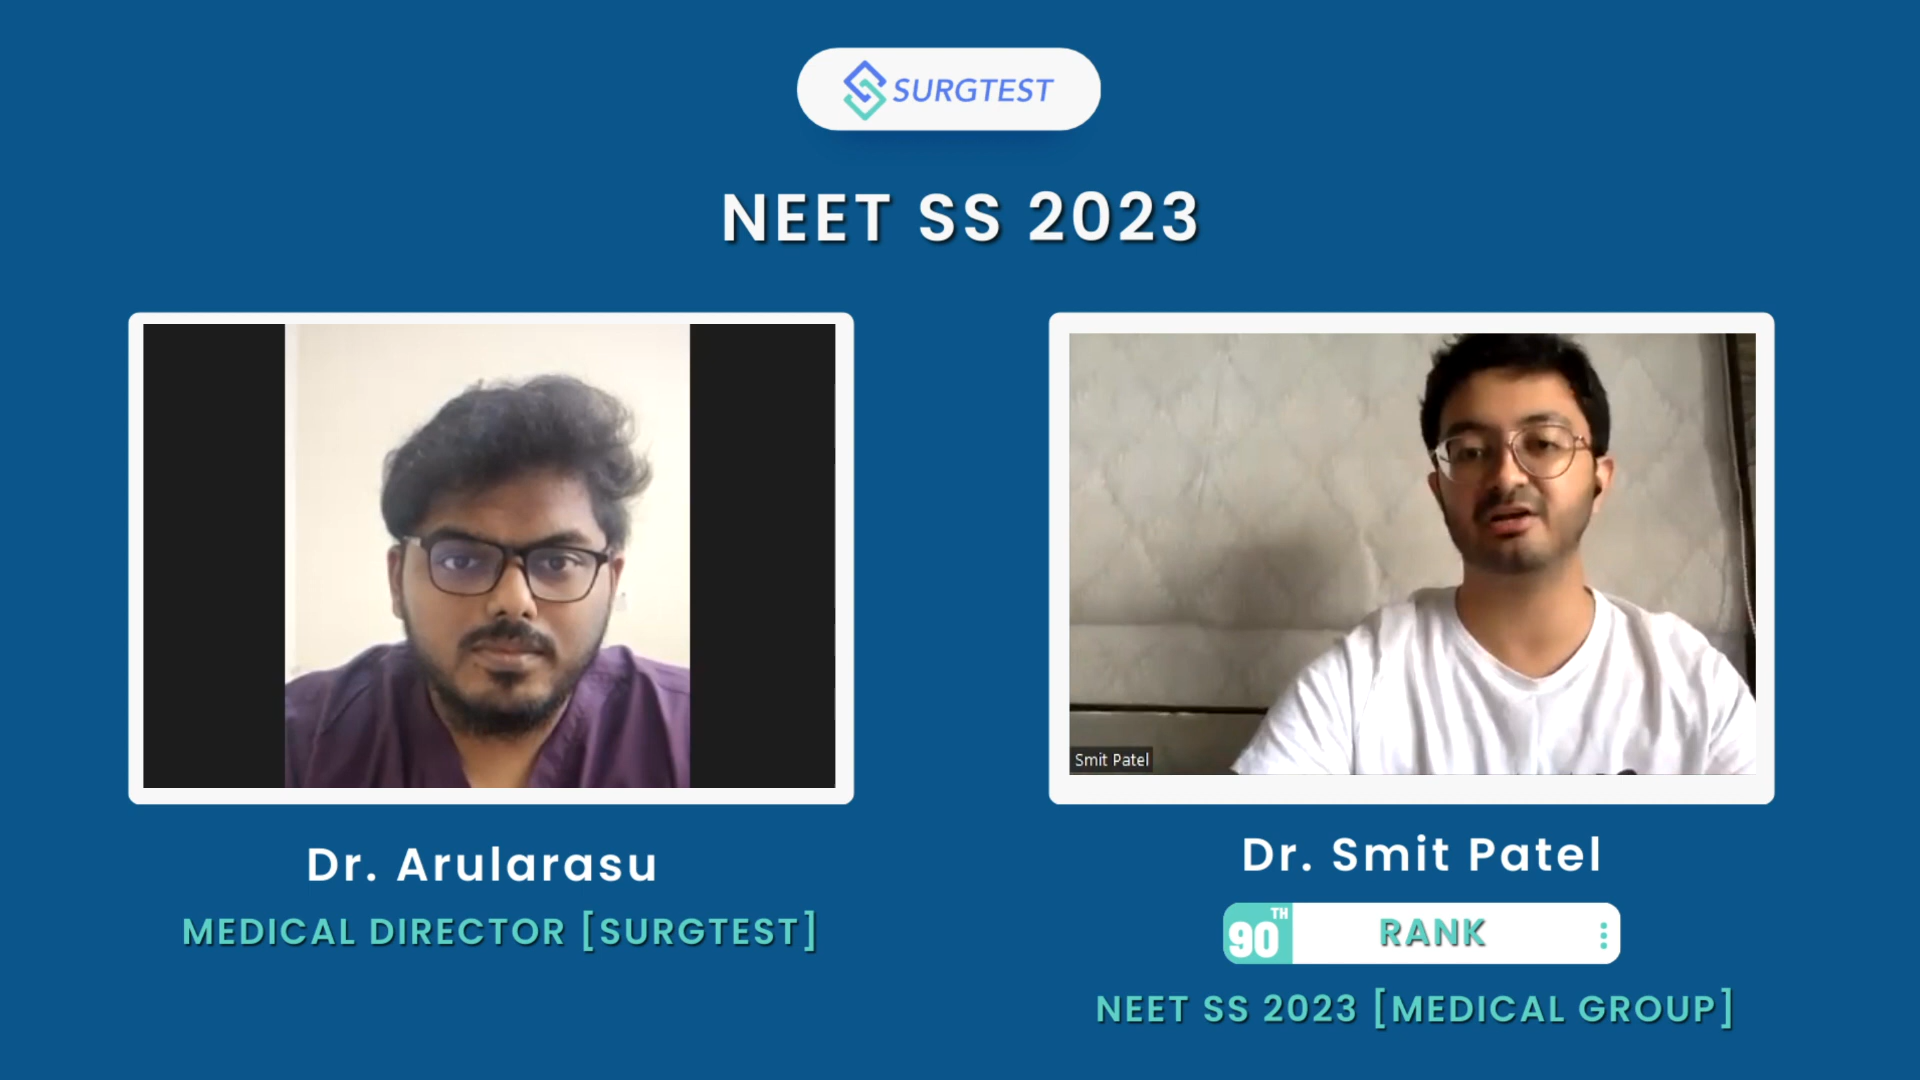 SURGTEST
NEET SS 2023
Smit Patel
Dr. Arularasu
MEDICAL DIRECTOR [SURGTEST]
Dr. Smit Patel
90TH RANK
NEET SS 2023 [MEDICAL GROUP]